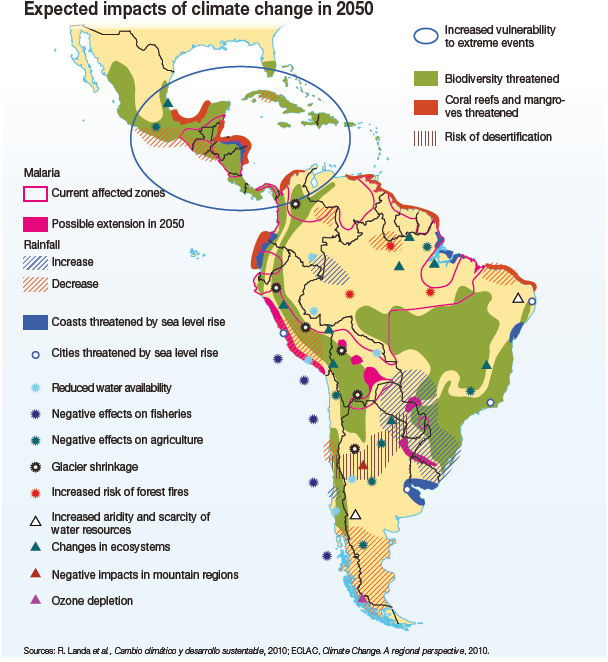 Expected impacts of climate change in 2050
Increased vulnerability
to extreme events
Biodiversity threatened
Coral reefs and mangro-
ves threatened
Risk of desertification
Malaria
Current affected zones
Possible extension in 2050
Rainfall
Increase
Decrease
Coasts threatened by sea level rise
Cities threatened by sea level rise
Reduced water availability
Negative effects on fisheries
Negative effects on agriculture
Glacier shrinkage
Increased risk of forest fires
Increased aridity and scarcity of
water resources
Changes in ecosystems
Negative impacts in mountain regions
Ozone depletion
Sources: R. Landa et al., Cambio climático y desarrollo sustentable, 2010; ECLAC, Climate Change. A regional perspective, 2010.